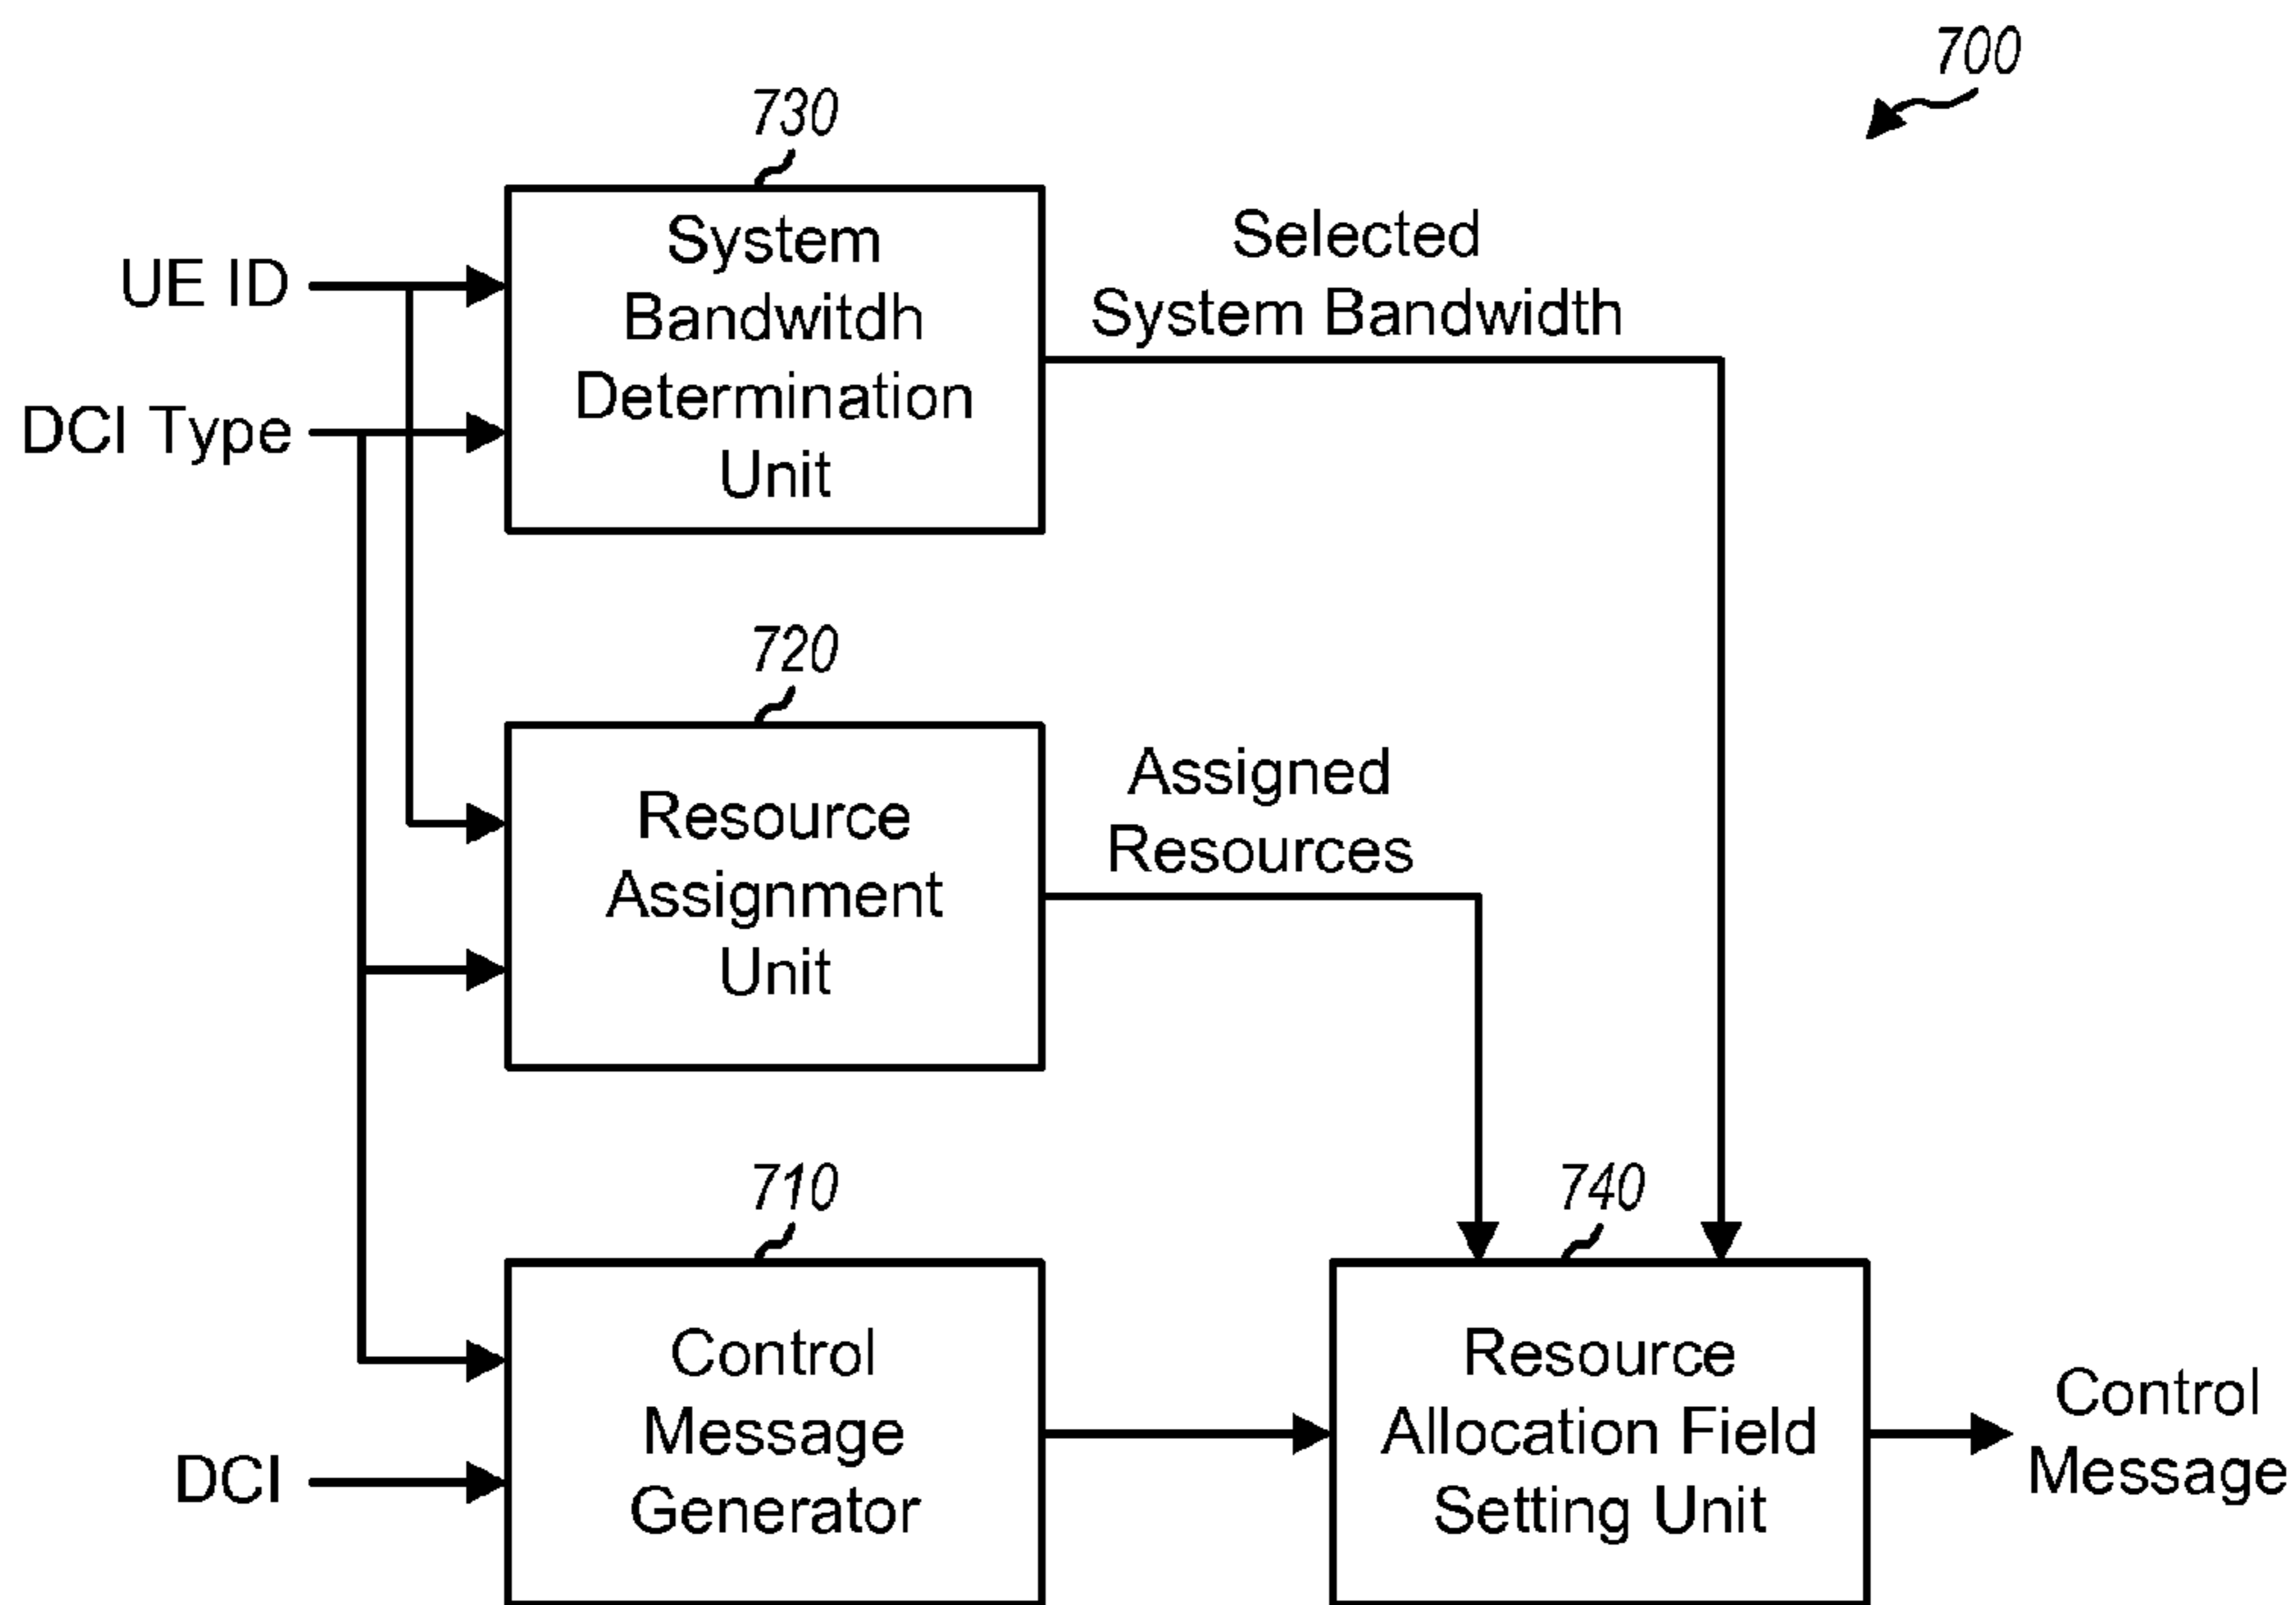 700
730
System
Bandwitdh
Determination
Unit
UE ID
DCI Type
Selected
System Bandwidth
720
Resource
Assignment
Unit
Assigned
Resources
710
Control
Message
Generator
DCI
740
Resource
Allocation Field
Setting Unit
Control
Message